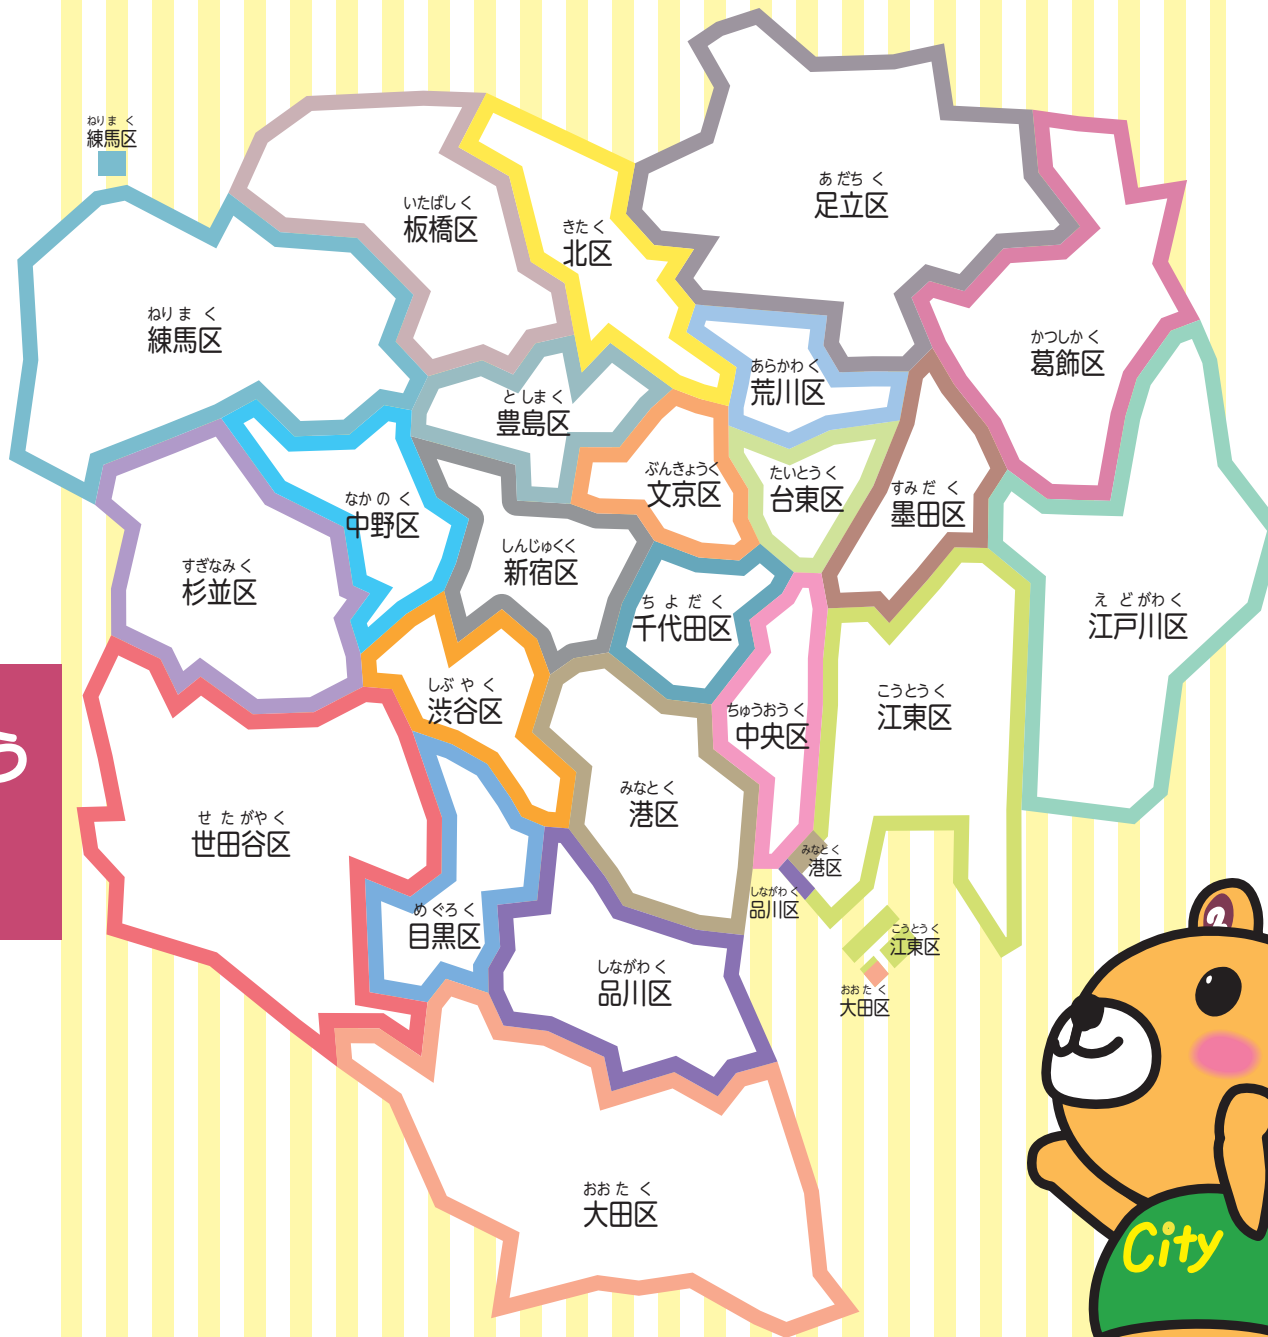 ねりまく
練馬区
あだちく
足立区
いたばしく
板橋区
きたく
北区
ねりまく
練馬区
かつしかく
葛飾区
あらかわく
荒川区
としまく
豊島区
ぶんきょうく
文京区
たいとうく
台東区
すみだく
墨田区
なかのく
中野区
しんじゅくく
新宿区
すぎなみく
杉並区
ちよだく
千代田区
えどがわく
江戸川区
しぶやく
渋谷区
ちゅうおうく
中央区
こうとうく
江東区
う
みなとく
港区
せたがやく
世田谷区
みなとく
港区
しながわく
品川区
めぐろく
目黒区
こうとうく
江東区
しながわく
品川区
おおたく
大田区
おおたく
大田区
City